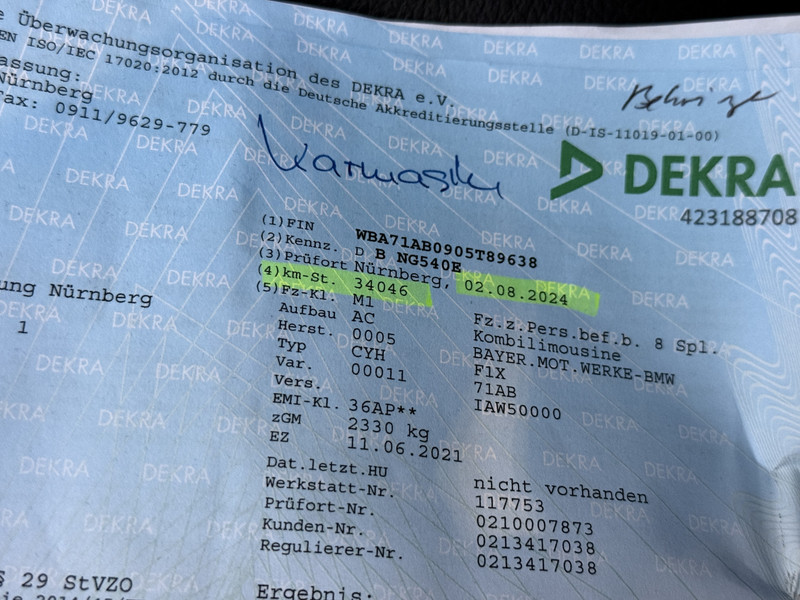 e Überwachungsorganisation des DEKRA e.V.
EN ISO/IEC 17020:2012 durch die Deutsche Akkreditierungsstelle (D-IS-11019-01-00)
assung:
Nürnberg
Fax: 0911/9629-779
DEKRA
423188708
(1)FIN WBA71AB0905T89638
(2)Kennz. D B NG540E
(3)Prüfort Nürnberg, 02.08.2024
(4)km-St. 34046
(5)Fz-Kl. M1 Fz.z.Pers.bef.b. 8 Spl.
Aufbau AC Kombilimousine
Herst. 0005 BAYER.MOT.WERKE-BMW
Typ CYH F1X
Var. 00011 71AB
Vers. IAW50000
EMI-Kl. 36AP**
zGM 2330 kg
EZ 11.06.2021
Dat.letzt.HU nicht vorhanden
Werkstatt-Nr. 117753
Prüfort-Nr. 0210007873
Kunden-Nr. 0213417038
Regulierer-Nr. 0213417038
ung Nürnberg
1
§ 29 StVZO
Ergebnis: